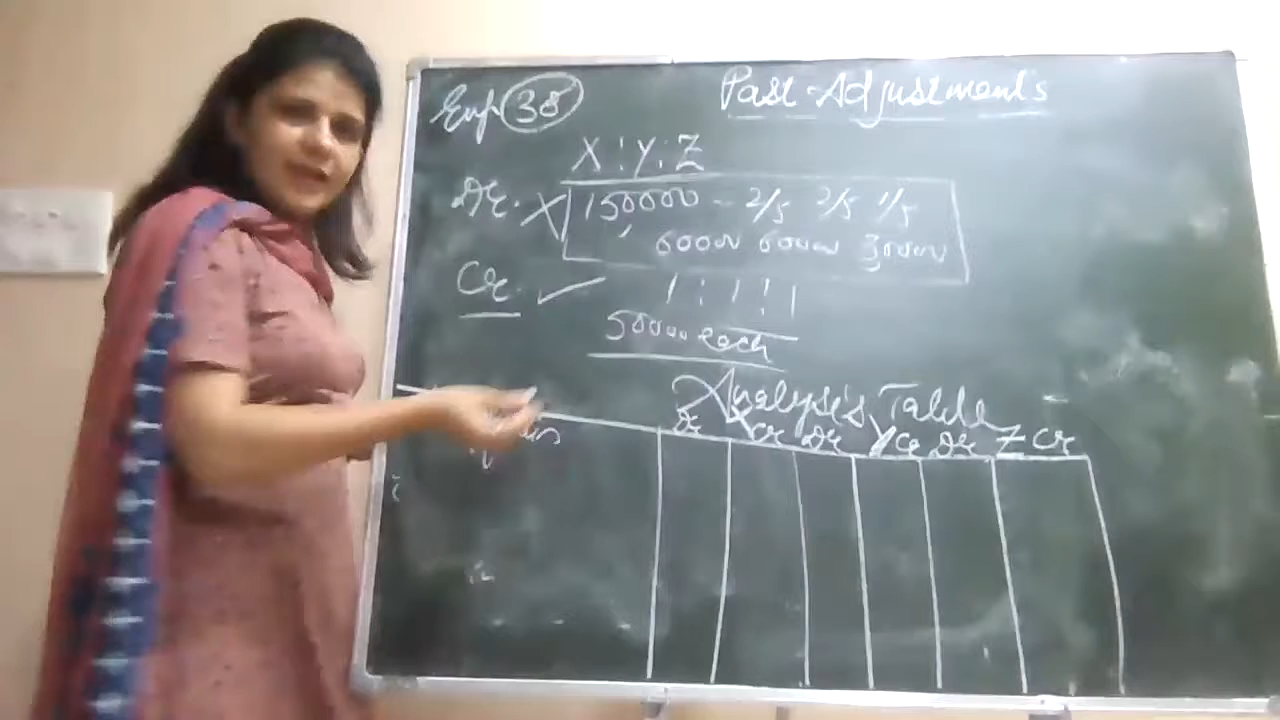 Past-Adjustments
38
X : Y : Z
Dr. X 150000 - 2/5 2/5 1/5
60000 60000 30000
Cr. ✓ 1 : 1 : 1
50000 each
Analysis Table
X Y Z
Dr Cr Dr Cr Dr Cr